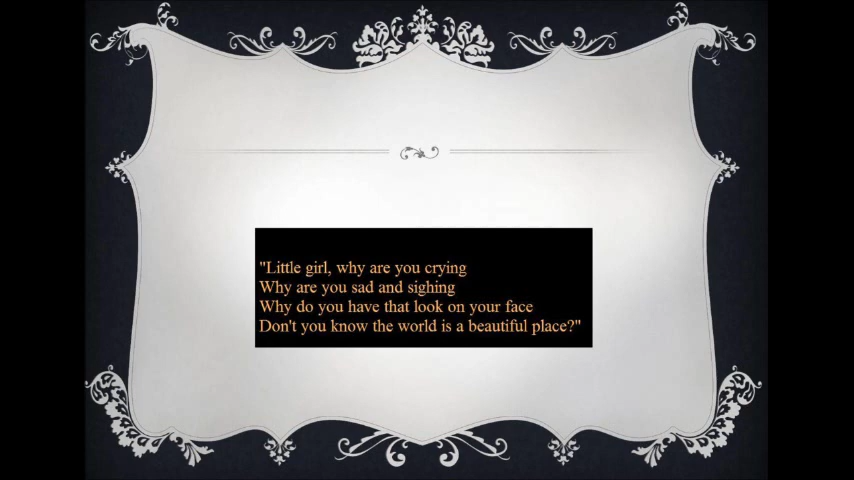 "Little girl, why are you crying
Why are you sad and sighing
Why do you have that look on your face
Don't you know the world is a beautiful place?"